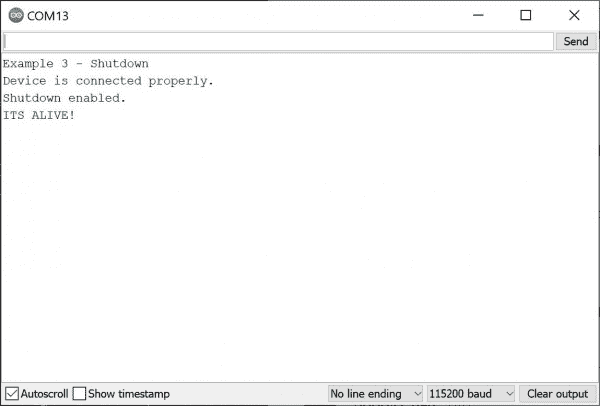 COM13
Send
Example 3 - Shutdown
Device is connected properly.
Shutdown enabled.
ITS ALIVE!
Autoscroll Show timestamp No line ending 115200 baud Clear output